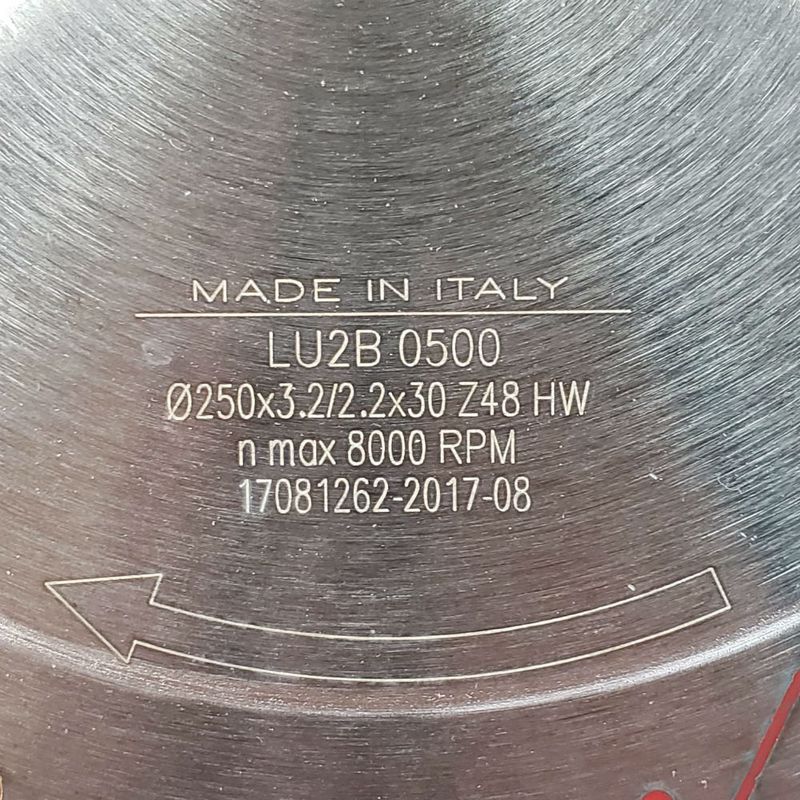 MADE IN ITALY
LU2B 0500
Ø250x3.2/2.2x30 Z48 HW
n max 8000 RPM
17081262-2017-08